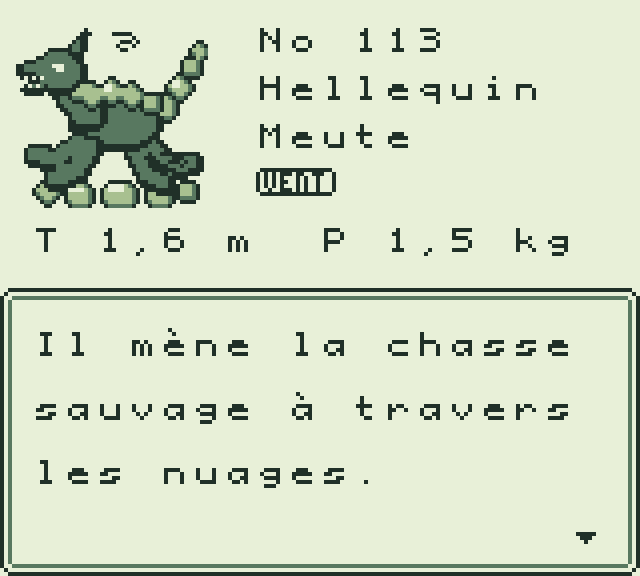 No 113
Hellequin
Meute
VENT
T 1,6 m P 1,5 kg
Il mène la chasse
sauvage à travers
les nuages.